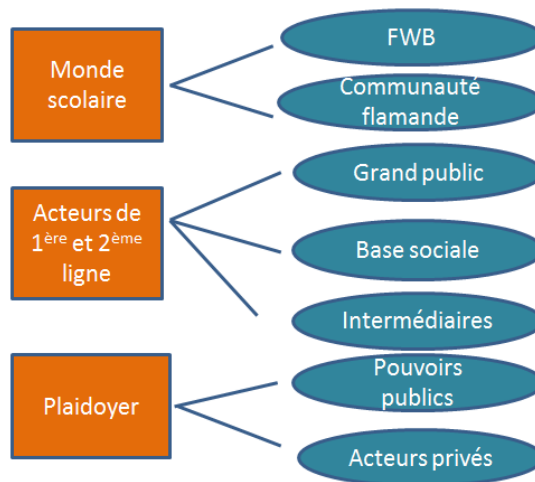 Monde
scolaire
FWB
Communauté
flamande
Acteurs de
1ère et 2ème
ligne
Grand public
Base sociale
Intermédiaires
Plaidoyer
Pouvoirs
publics
Acteurs privés